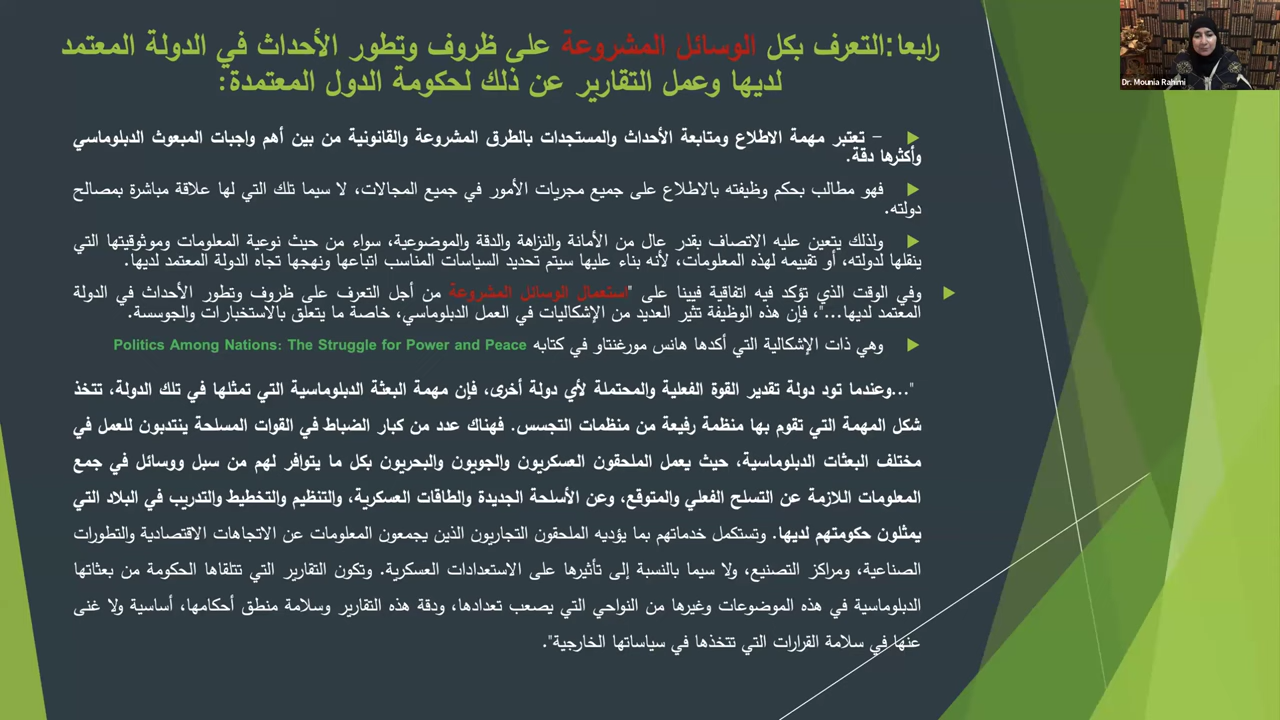 رابعا:التعرف بكل الوسائل المشروعة على ظروف وتطور الأحداث في الدولة المعتمد
لديها وعمل التقارير عن ذلك لحكومة الدول المعتمدة:
– تعتبر مهمة الاطلاع ومتابعة الأحداث والمستجدات بالطرق المشروعة والقانونية من بين أهم واجبات المبعوث الدبلوماسي
وأكثرها دقة.
فهو مطالب بحكم وظيفته بالاطلاع على جميع مجريات الأمور في جميع المجالات، لا سيما تلك التي لها علاقة مباشرة بمصالح
دولته.
ولذلك يتعين عليه الاتصاف بقدر عال من الأمانة والنزاهة والدقة والموضوعية، سواء من حيث نوعية المعلومات وموثوقيتها التي
ينقلها لدولته، أو تقييمه لهذه المعلومات، لأنه بناء عليها سيتم تحديد السياسات المناسب اتباعها ونهجها تجاه الدولة المعتمد لديها.
وفي الوقت الذي تؤكد فيه اتفاقية فيينا على "استعمال الوسائل المشروعة من أجل التعرف على ظروف وتطور الأحداث في الدولة
المعتمد لديها..."، فإن هذه الوظيفة تثير العديد من الإشكاليات في العمل الدبلوماسي، خاصة ما يتعلق بالاستخبارات والجوسسة.
وهي ذات الإشكالية التي أكدها هانس مورغنتاو في كتابه Politics Among Nations: The Struggle for Power and Peace
"...وعندما تود دولة تقدير القوة الفعلية والمحتملة لأي دولة أخرى، فإن مهمة البعثة الدبلوماسية التي تمثلها في تلك الدولة، تتخذ
شكل المهمة التي تقوم بها منظمة رفيعة من منظمات التجسس. فهناك عدد من كبار الضباط في القوات المسلحة ينتدبون للعمل في
مختلف البعثات الدبلوماسية، حيث يعمل الملحقون العسكريون والجويون والبحريون بكل ما يتوافر لهم من سبل ووسائل في جمع
المعلومات اللازمة عن التسلح الفعلي والمتوقع، وعن الأسلحة الجديدة والطاقات العسكرية، والتنظيم والتخطيط والتدريب في البلاد التي
يمثلون حكومتهم لديها. وتستكمل خدماتهم بما يؤديه الملحقون التجاريون الذين يجمعون المعلومات عن الاتجاهات الاقتصادية والتطورات
الصناعية، ومراكز التصنيع، ولا سيما بالنسبة إلى تأثيرها على الاستعدادات العسكرية. وتكون التقارير التي تتلقاها الحكومة من بعثاتها
الدبلوماسية في هذه الموضوعات وغيرها من النواحي التي يصعب تعدادها، ودقة هذه التقارير وسلامة منطق أحكامها، أساسية ولا غنى
عنها في سلامة القرارات التي تتخذها في سياساتها الخارجية".
Dr. Mounia Rahimi